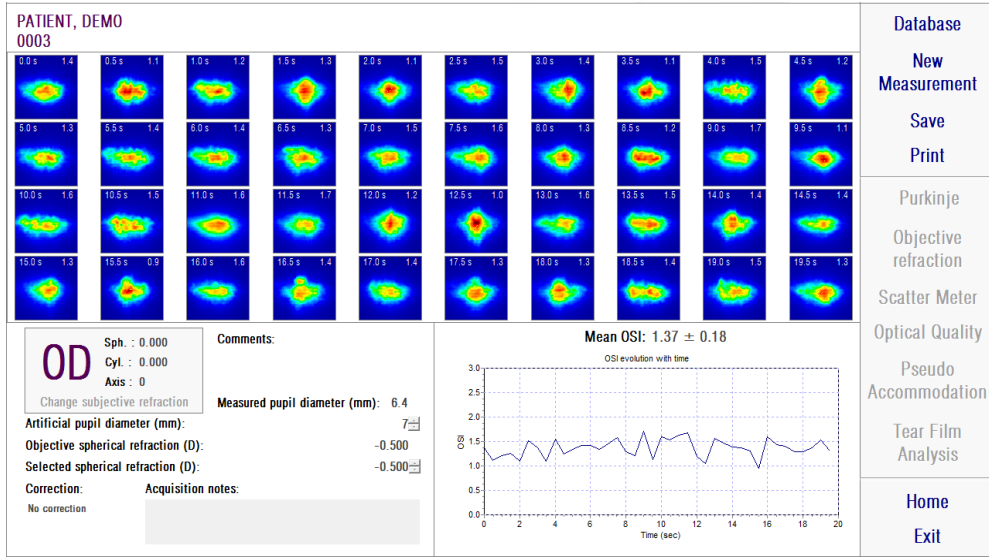 PATIENT, DEMO
0003
0.0 s 1.4 0.5 s 1.1 1.0 s 1.2 1.5 s 1.3 2.0 s 1.1 2.5 s 1.5 3.0 s 1.4 3.5 s 1.1 4.0 s 1.5 4.5 s 1.2
5.0 s 1.3 5.5 s 1.4 6.0 s 1.4 6.5 s 1.3 7.0 s 1.5 7.5 s 1.6 8.0 s 1.3 8.5 s 1.2 9.0 s 1.7 9.5 s 1.1
10.0 s 1.6 10.5 s 1.5 11.0 s 1.6 11.5 s 1.7 12.0 s 1.2 12.5 s 1.0 13.0 s 1.6 13.5 s 1.5 14.0 s 1.4 14.5 s 1.4
15.0 s 1.3 15.5 s 0.9 16.0 s 1.6 16.5 s 1.4 17.0 s 1.4 17.5 s 1.3 18.0 s 1.3 18.5 s 1.4 19.0 s 1.5 19.5 s 1.3
OD
Sph. : 0.000
Cyl. : 0.000
Axis : 0
Change subjective refraction
Comments:
Measured pupil diameter (mm): 6.4
Artificial pupil diameter (mm): 7
Objective spherical refraction (D): -0.500
Selected spherical refraction (D): -0.500
Correction: Acquisition notes:
No correction
Mean OSI: 1.37 ± 0.18
OSI evolution with time
3.0
2.5
2.0
1.5
1.0
0.5
0.0
OSI
0 2 4 6 8 10 12 14 16 18 20
Time (sec)
Database
New
Measurement
Save
Print
Purkinje
Objective
refraction
Scatter Meter
Optical Quality
Pseudo
Accommodation
Tear Film
Analysis
Home
Exit